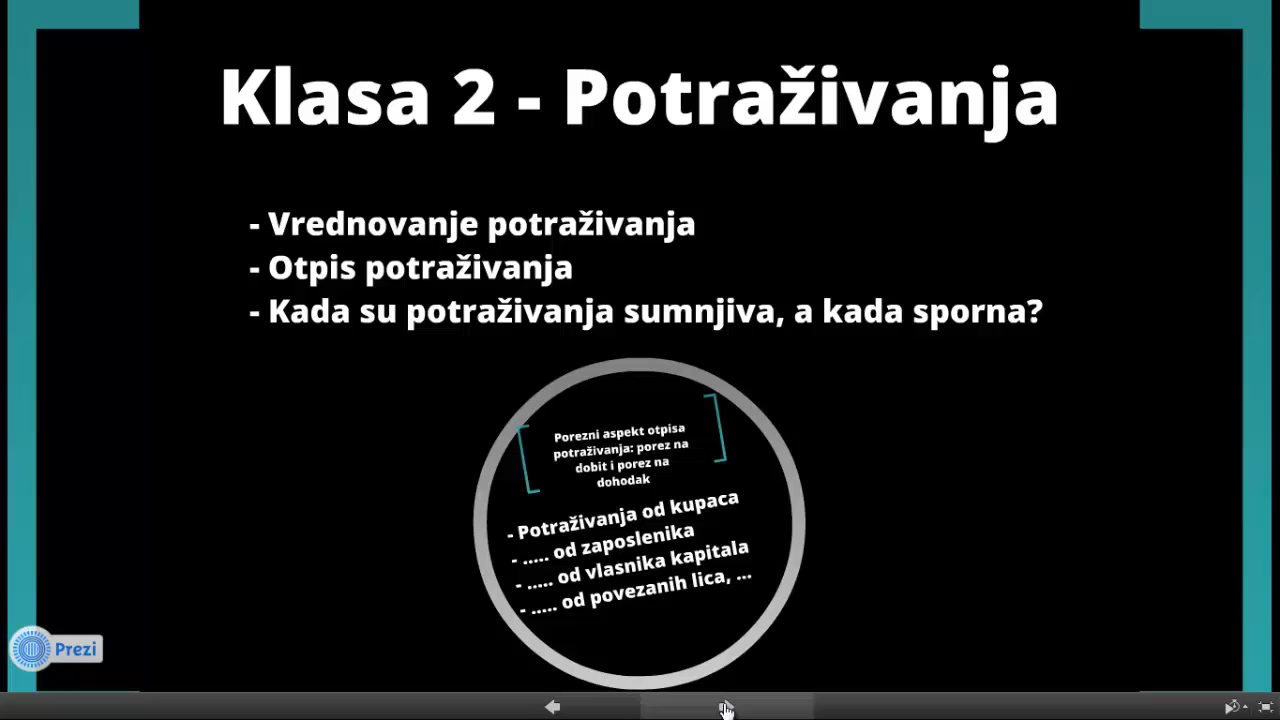 Klasa 2 - Potraživanja
- Vrednovanje potraživanja
- Otpis potraživanja
- Kada su potraživanja sumnjiva, a kada sporna?
Porezni aspekt otpisa
potraživanja: porez na
dobit i porez na
dohodak
- Potraživanja od kupaca
- ..... od zaposlenika
- ..... od vlasnika kapitala
- ..... od povezanih lica, ...
Prezi